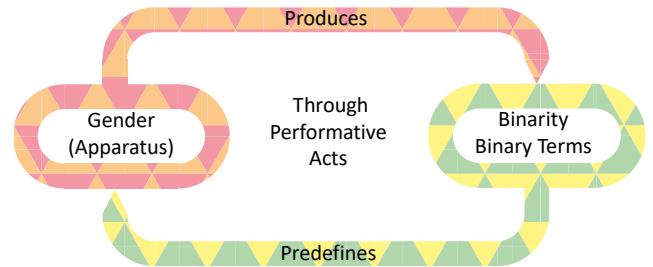 Produces
Gender
(Apparatus)
Through
Performative
Acts
Binarity
Binary Terms
Predefines